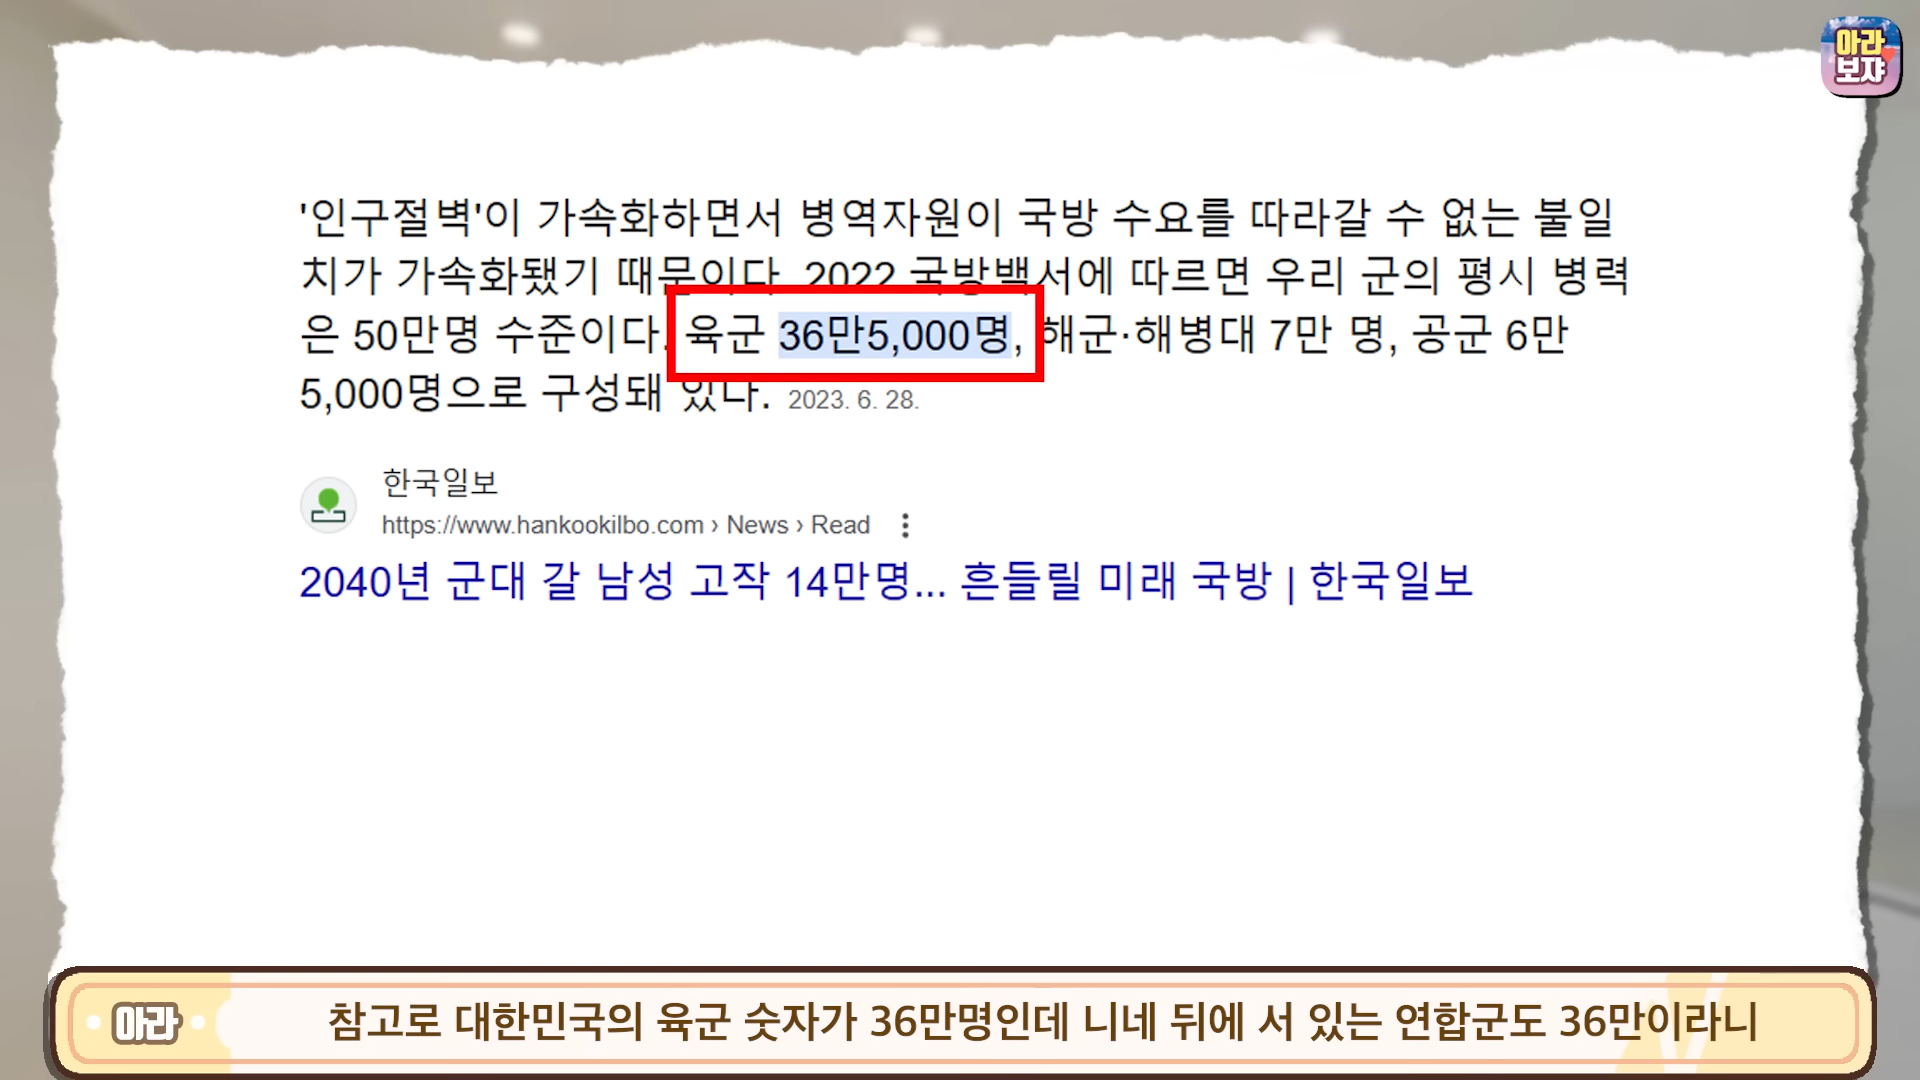 아라
보쟈
'인구절벽'이 가속화하면서 병역자원이 국방 수요를 따라갈 수 없는 불일
치가 가속화됐기 때문이다. 2022 국방백서에 따르면 우리 군의 평시 병력
은 50만명 수준이다. 육군 36만5,000명, 해군·해병대 7만 명, 공군 6만
5,000명으로 구성돼 있다. 2023. 6. 28.
한국일보
https://www.hankookilbo.com › News › Read
2040년 군대 갈 남성 고작 14만명... 흔들릴 미래 국방 | 한국일보
아라 참고로 대한민국의 육군 숫자가 36만명인데 니네 뒤에 서 있는 연합군도 36만이라니